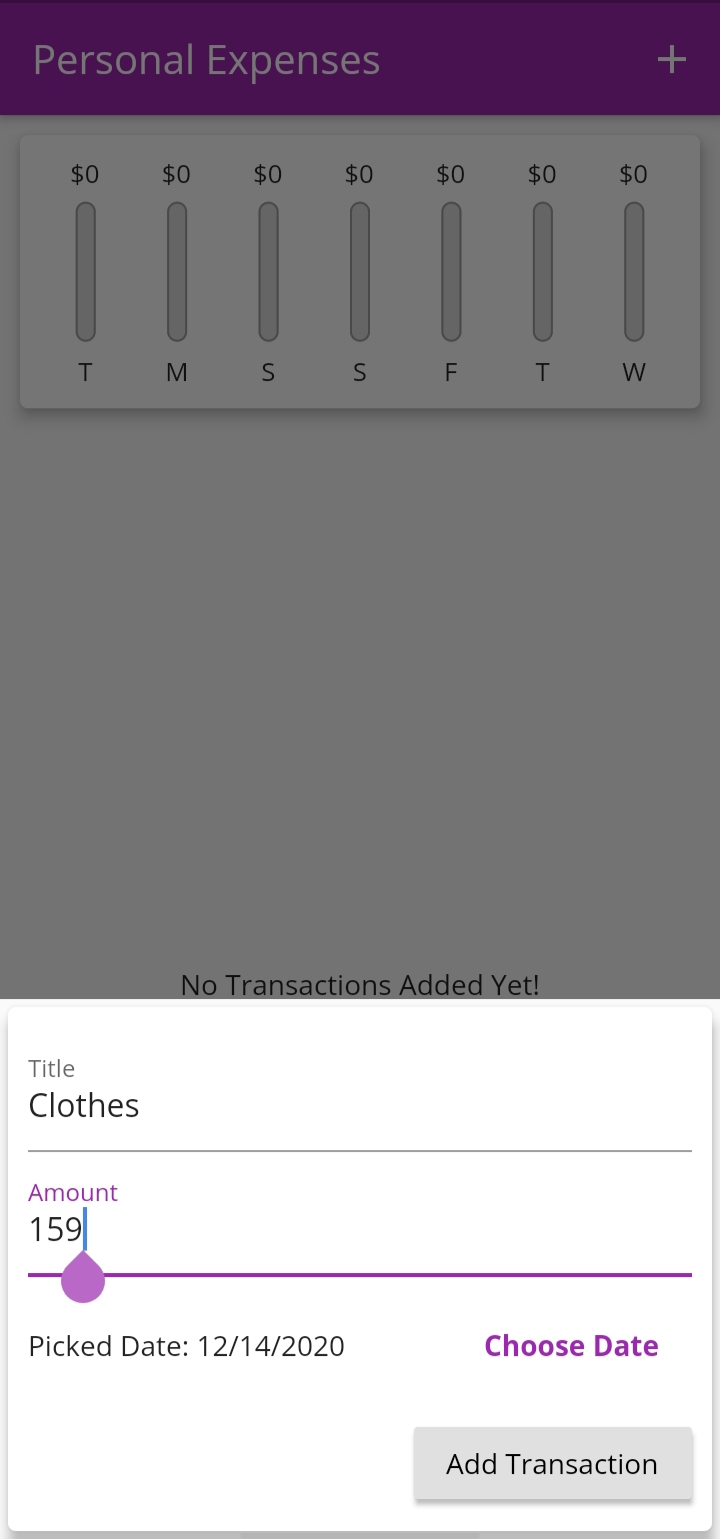 Personal Expenses +
$0 $0 $0 $0 $0 $0 $0
T M S S F T W
No Transactions Added Yet!
Title
Clothes
Amount
159
Picked Date: 12/14/2020 Choose Date
Add Transaction